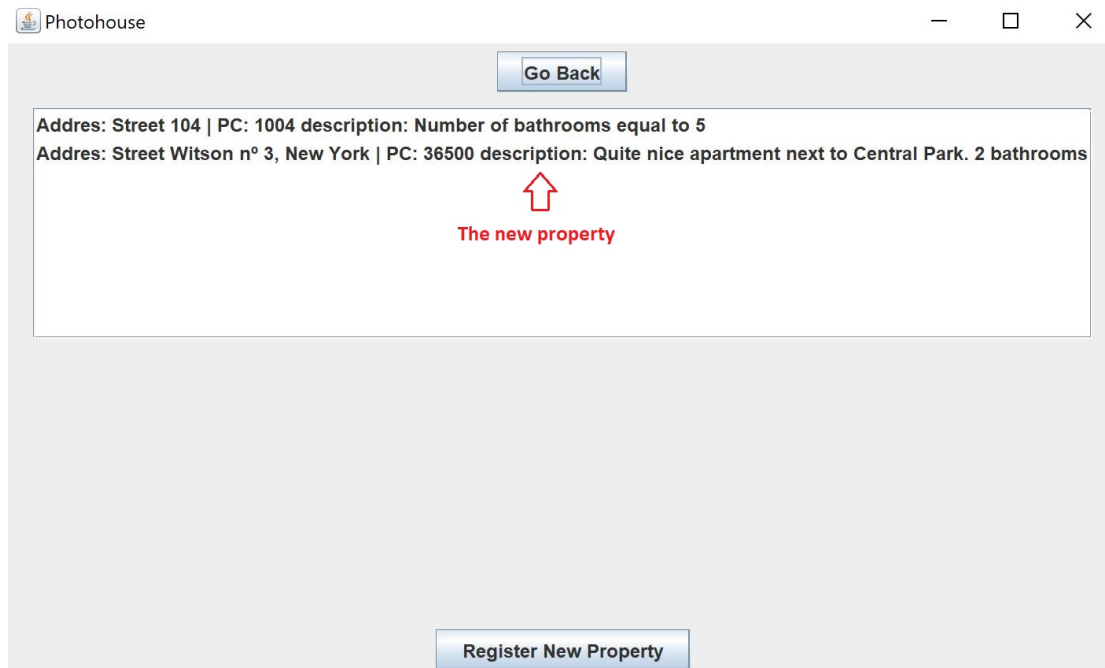 Photohouse
Go Back
Addres: Street 104 | PC: 1004 description: Number of bathrooms equal to 5
Addres: Street Witson nº 3, New York | PC: 36500 description: Quite nice apartment next to Central Park. 2 bathrooms
The new property
Register New Property